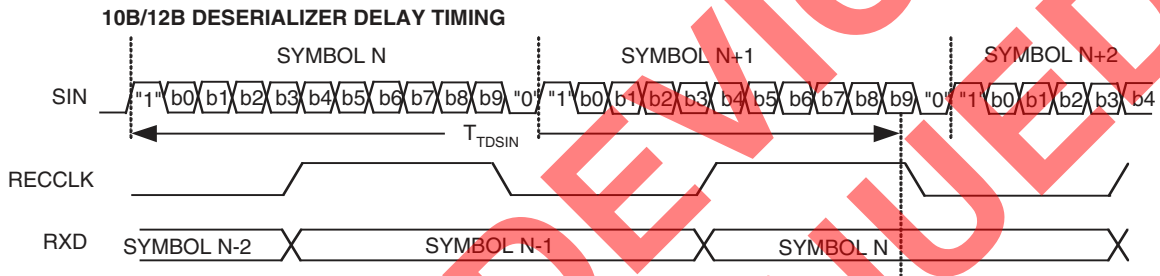 10B/12B DESERIALIZER DELAY TIMING
SYMBOL N SYMBOL N+1 SYMBOL N+2
SIN "1" b0 b1 b2 b3 b4 b5 b6 b7 b8 b9 "0" "1" b0 b1 b2 b3 b4 b5 b6 b7 b8 b9 "0" "1" b0 b1 b2 b3 b4
TTDSIN
RECCLK
RXD SYMBOL N-2 SYMBOL N-1 SYMBOL N